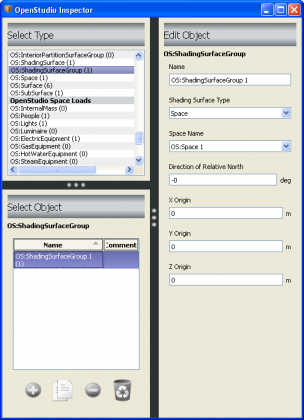 OpenStudio Inspector
Select Type
OS:InteriorPartitionSurfaceGroup (0)
OS:ShadingSurface (1)
OS:ShadingSurfaceGroup (1)
OS:Space (1)
OS:Surface (6)
OS:SubSurface (1)
OpenStudio Space Loads
OS:InternalMass (0)
OS:People (1)
OS:Lights (1)
OS:Luminaire (0)
OS:ElectricEquipment (1)
OS:GasEquipment (0)
OS:HotWaterEquipment (0)
OS:SteamEquipment (0)
Select Object
OS:ShadingSurfaceGroup
Name Comment
OS:ShadingSurfaceGroup 1
(1)
Edit Object
OS:ShadingSurfaceGroup
Name
OS:ShadingSurfaceGroup 1
Shading Surface Type
Space
Space Name
OS:Space 1
Direction of Relative North
-0 deg
X Origin
0 m
Y Origin
0 m
Z Origin
0 m